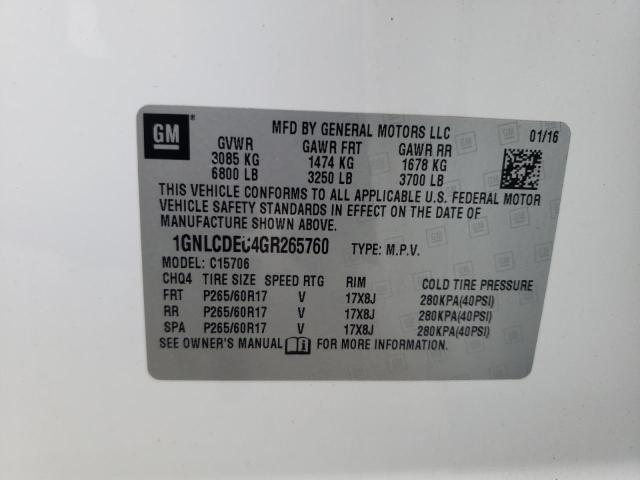 GM
MFD BY GENERAL MOTORS LLC 01/16
GVWR GAWR FRT GAWR RR
3085 KG 1474 KG 1678 KG
6800 LB 3250 LB 3700 LB
THIS VEHICLE CONFORMS TO ALL APPLICABLE U.S. FEDERAL MOTOR
VEHICLE SAFETY STANDARDS IN EFFECT ON THE DATE OF
MANUFACTURE SHOWN ABOVE.
1GNLCDEC4GR265760 TYPE: M.P.V.
MODEL: C15706
CHQ4 TIRE SIZE SPEED RTG RIM COLD TIRE PRESSURE
FRT P265/60R17 V 17X8J 280KPA(40PSI)
RR P265/60R17 V 17X8J 280KPA(40PSI)
SPA P265/60R17 V 17X8J 280KPA(40PSI)
SEE OWNER'S MANUAL FOR MORE INFORMATION.